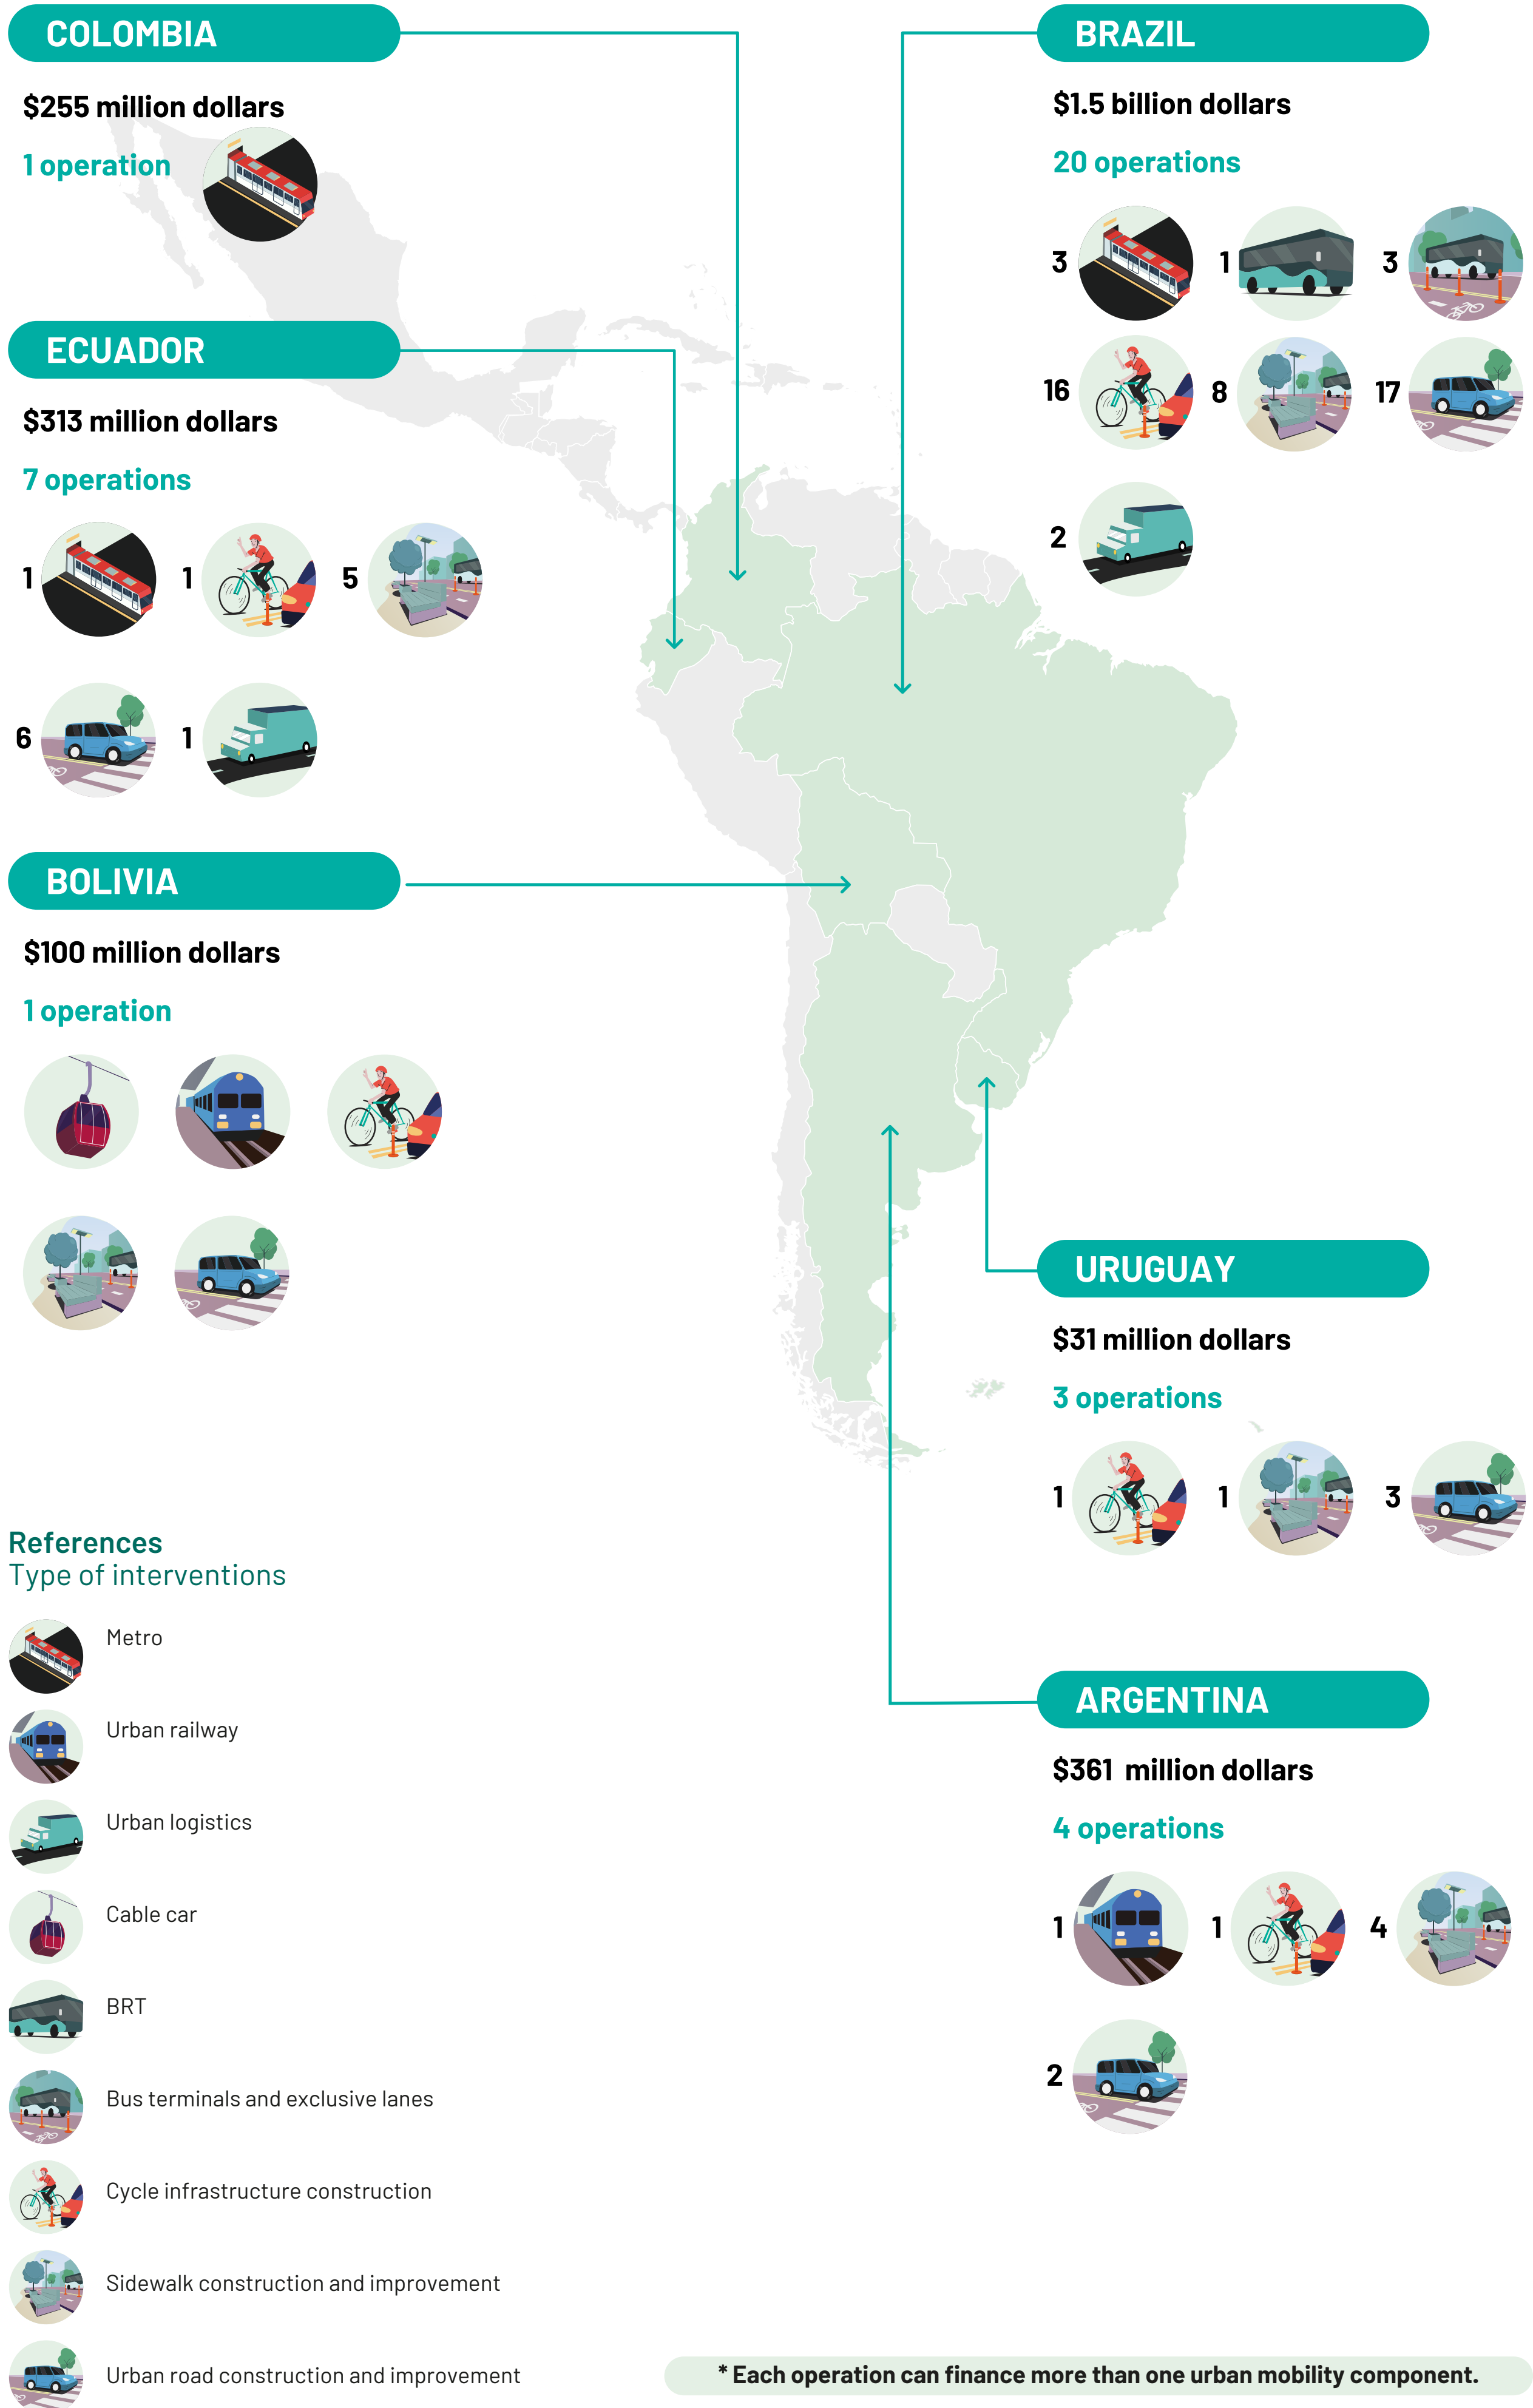 COLOMBIA
$255 million dollars
1 operation
ECUADOR
$313 million dollars
7 operations
1 1 5
6 1
BOLIVIA
$100 million dollars
1 operation
BRAZIL
$1.5 billion dollars
20 operations
3 1 3
16 8 17
2
URUGUAY
$31 million dollars
3 operations
1 1 3
ARGENTINA
$361 million dollars
4 operations
1 1 4
2
References
Type of interventions
Metro
Urban railway
Urban logistics
Cable car
BRT
Bus terminals and exclusive lanes
Cycle infrastructure construction
Sidewalk construction and improvement
Urban road construction and improvement
* Each operation can finance more than one urban mobility component.